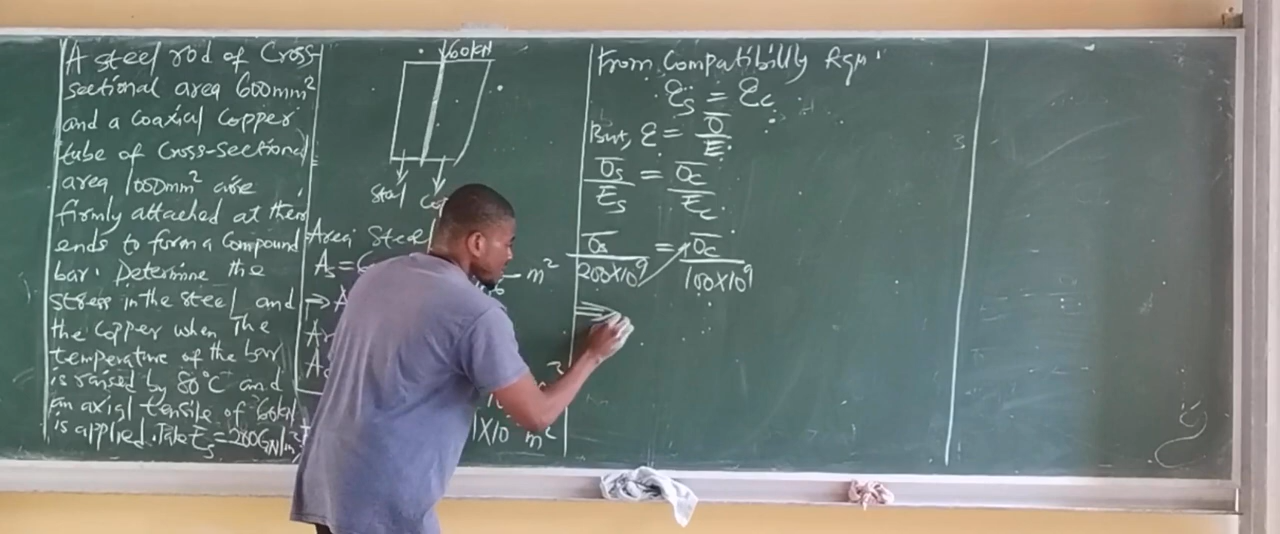 A steel rod of Cross-
sectional area 600mm²
and a coaxial Copper
tube of Cross-sectional
area 1000mm² are
firmly attached at their
ends to form a Compound
bar. Determine the
stress in the steel and
the Copper when the
temperature of the bar
is raised by 80°C and
an axial tensile of 60kN
is applied. Take Es = 200GN/m²
60kN
Steel
Area Steel
As =
m²
⇒ A
X10
m²
From Compatibility Rqm.
Ɛs = Ɛc
But, Ɛ = σ/E
σs/Es = σc/Ec
σs/200×10⁹ = σc/100×10⁹